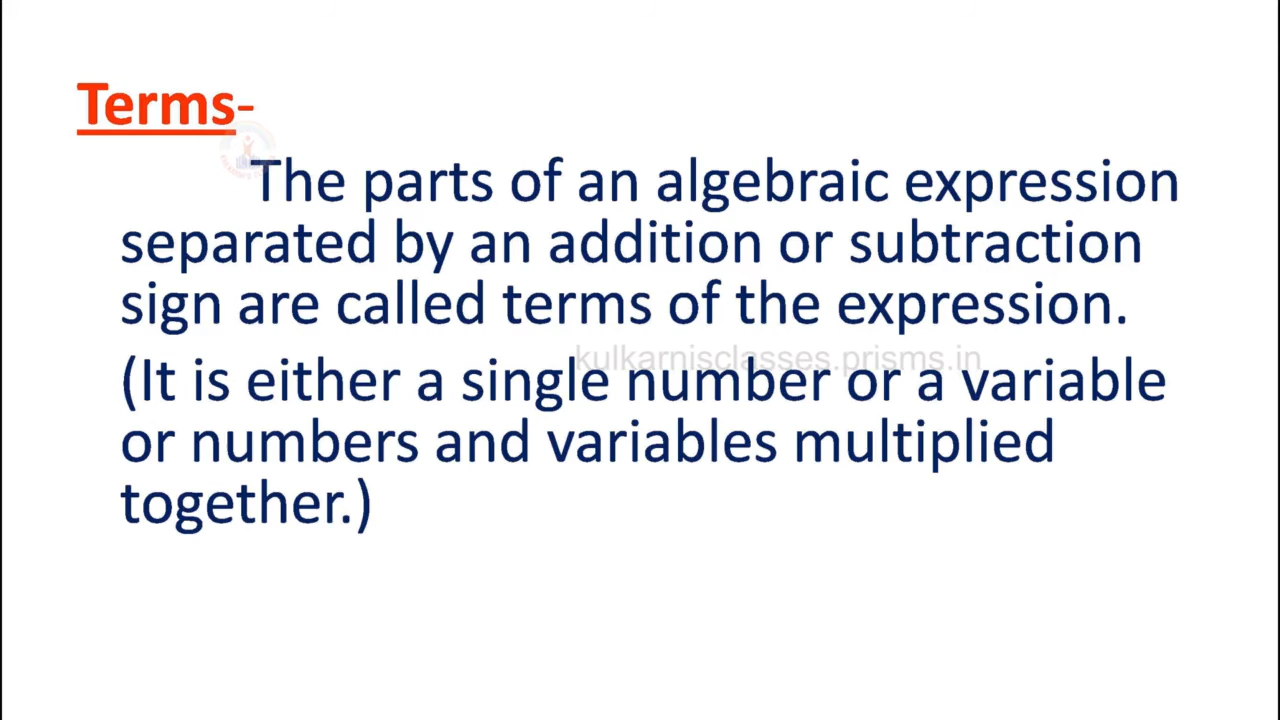 Terms-
The parts of an algebraic expression
separated by an addition or subtraction
sign are called terms of the expression.
kulkarnisclasses.prisms.in
(It is either a single number or a variable
or numbers and variables multiplied
together.)